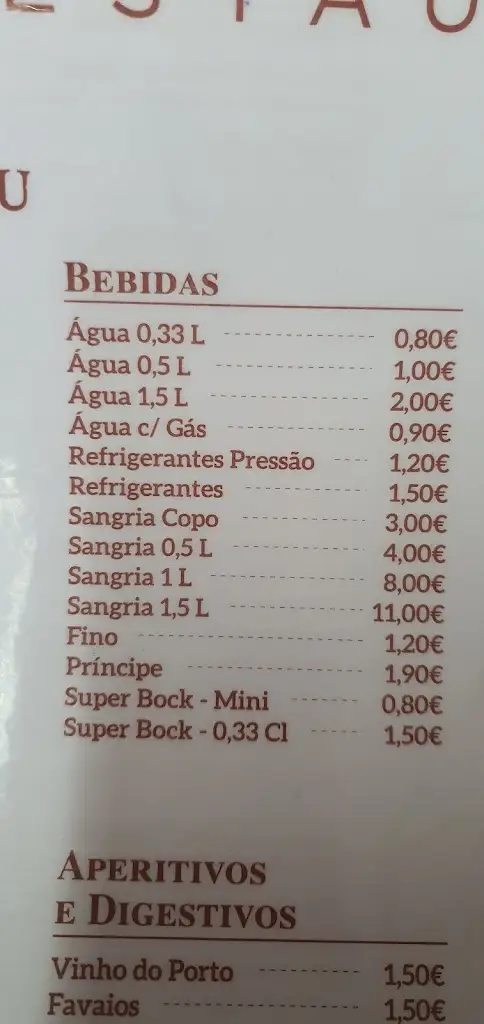 U
BEBIDAS
Água 0,33 L 0,80€
Água 0,5 L 1,00€
Água 1,5 L 2,00€
Água c/ Gás 0,90€
Refrigerantes Pressão 1,20€
Refrigerantes 1,50€
Sangria Copo 3,00€
Sangria 0,5 L 4,00€
Sangria 1 L 8,00€
Sangria 1,5 L 11,00€
Fino 1,20€
Príncipe 1,90€
Super Bock - Mini 0,80€
Super Bock - 0,33 Cl 1,50€
APERITIVOS
E DIGESTIVOS
Vinho do Porto 1,50€
Favaios 1,50€